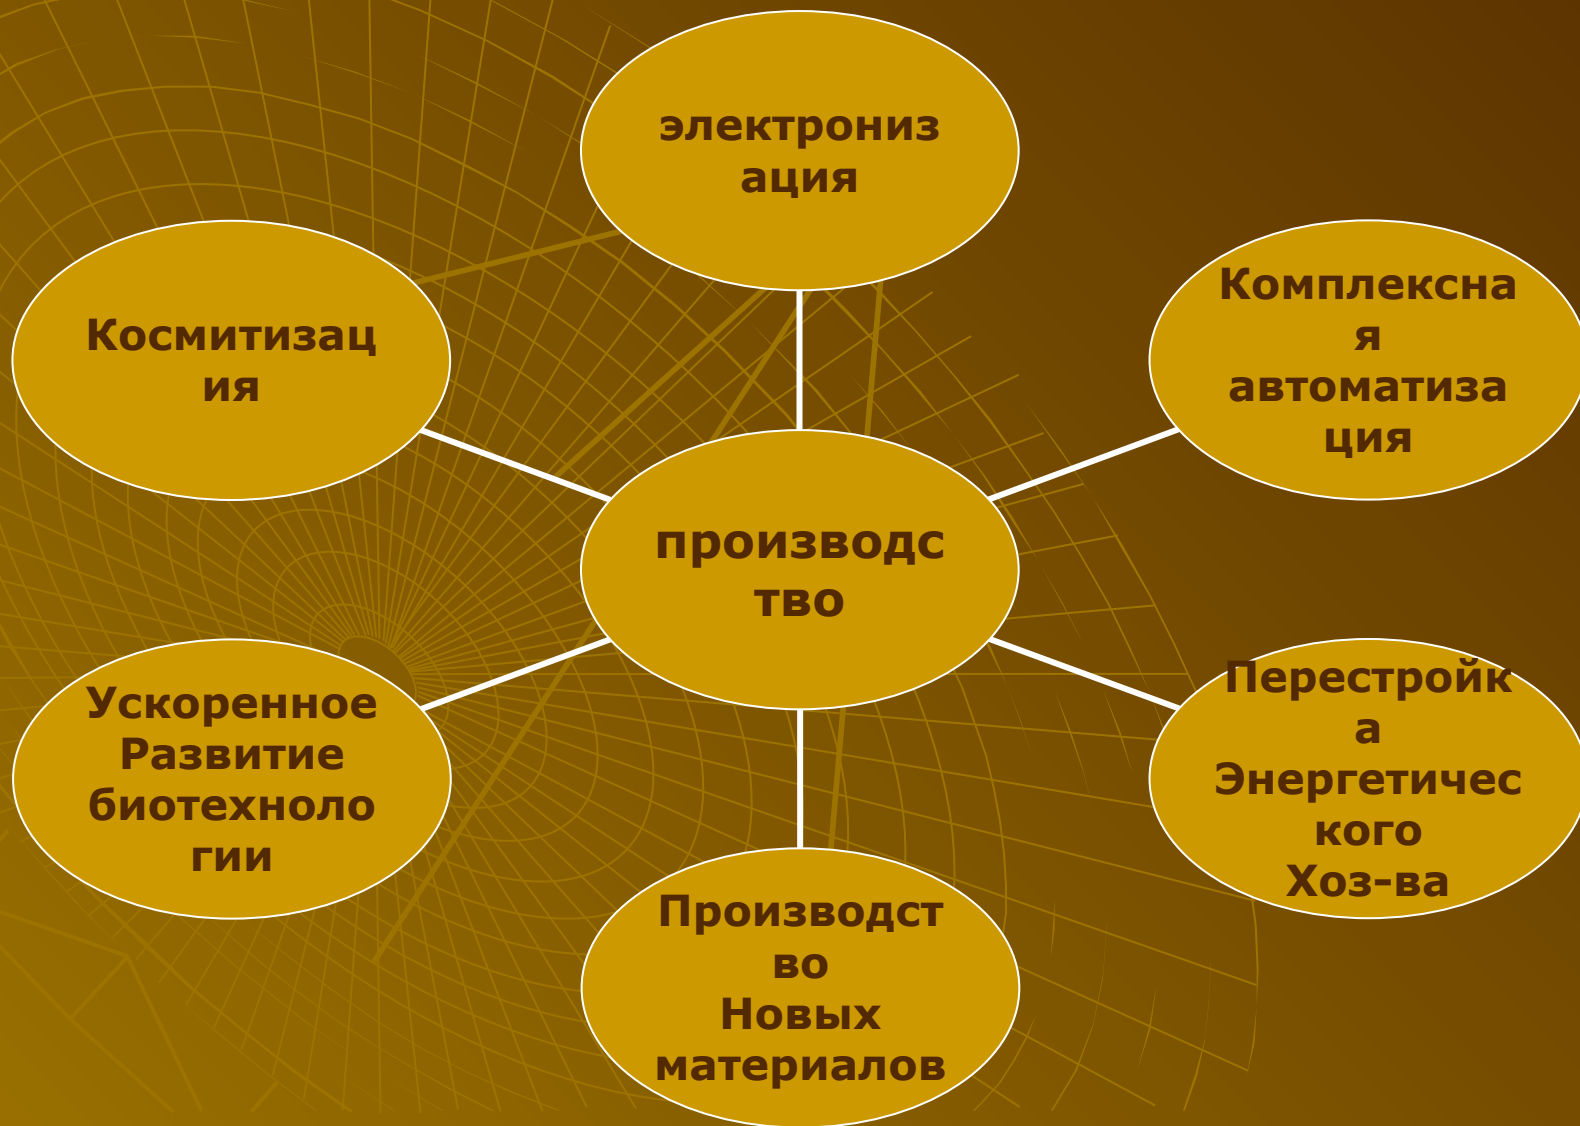 электрониз
ация
Комплексна
я
автоматиза
ция
Перестройк
а
Энергетичес
кого
Хоз-ва
Производст
во
Новых
материалов
Ускоренное
Развитие
биотехноло
гии
Космитизац
ия
производс
тво